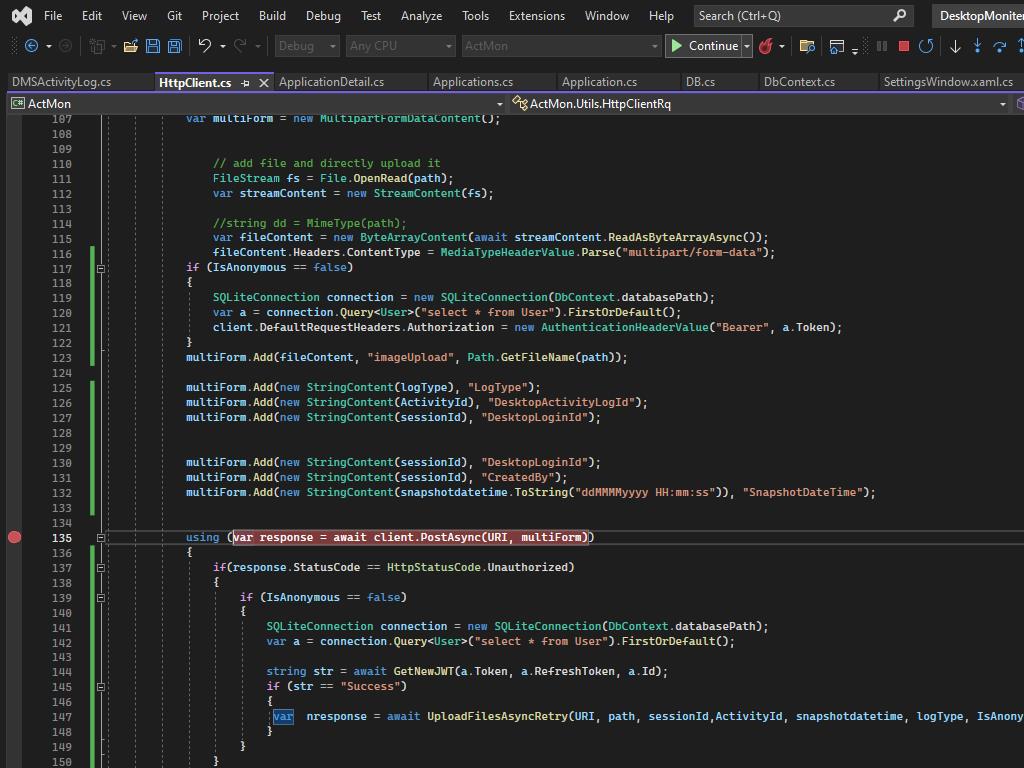 File Edit View Git Project Build Debug Test Analyze Tools Extensions Window Help Search (Ctrl+Q) DesktopMoniter
Debug Any CPU ActMon Continue
DMSActivityLog.cs HttpClient.cs ApplicationDetail.cs Applications.cs Application.cs DB.cs DbContext.cs SettingsWindow.xaml.cs
C# ActMon ActMon.Utils.HttpClientRq
107 var multiForm = new MultipartFormDataContent();
108
109
110 // add file and directly upload it
111 FileStream fs = File.OpenRead(path);
112 var streamContent = new StreamContent(fs);
113
114 //string dd = MimeType(path);
115 var fileContent = new ByteArrayContent(await streamContent.ReadAsByteArrayAsync());
116 fileContent.Headers.ContentType = MediaTypeHeaderValue.Parse("multipart/form-data");
117 if (IsAnonymous == false)
118 {
119 SQLiteConnection connection = new SQLiteConnection(DbContext.databasePath);
120 var a = connection.Query<User>("select * from User").FirstOrDefault();
121 client.DefaultRequestHeaders.Authorization = new AuthenticationHeaderValue("Bearer", a.Token);
122 }
123 multiForm.Add(fileContent, "imageUpload", Path.GetFileName(path));
124
125 multiForm.Add(new StringContent(logType), "LogType");
126 multiForm.Add(new StringContent(ActivityId), "DesktopActivityLogId");
127 multiForm.Add(new StringContent(sessionId), "DesktopLoginId");
128
129
130 multiForm.Add(new StringContent(sessionId), "DesktopLoginId");
131 multiForm.Add(new StringContent(sessionId), "CreatedBy");
132 multiForm.Add(new StringContent(snapshotdatetime.ToString("ddMMMMyyyy HH:mm:ss")), "SnapshotDateTime");
133
134
135 using (var response = await client.PostAsync(URI, multiForm))
136 {
137 if(response.StatusCode == HttpStatusCode.Unauthorized)
138 {
139 if (IsAnonymous == false)
140 {
141 SQLiteConnection connection = new SQLiteConnection(DbContext.databasePath);
142 var a = connection.Query<User>("select * from User").FirstOrDefault();
143
144 string str = await GetNewJWT(a.Token, a.RefreshToken, a.Id);
145 if (str == "Success")
146 {
147 var nresponse = await UploadFilesAsyncRetry(URI, path, sessionId,ActivityId, snapshotdatetime, logType, IsAnony
148 }
149 }
150 }